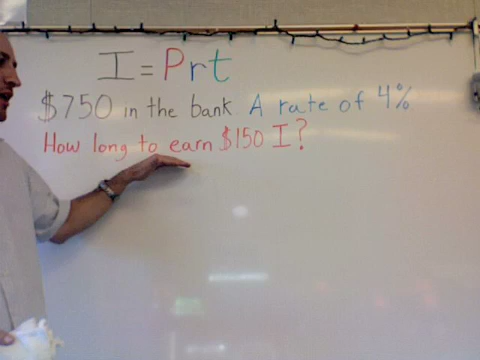 I = Prt
$750 in the bank. A rate of 4%
How long to earn $150 I?